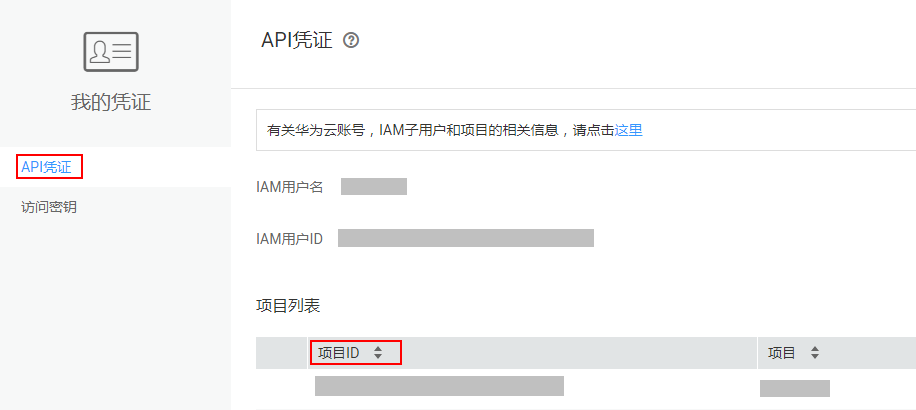 API凭证 ?
我的凭证
有关华为云账号，IAM子用户和项目的相关信息，请点击这里
API凭证
IAM用户名
访问密钥
IAM用户ID
项目列表
项目ID 项目